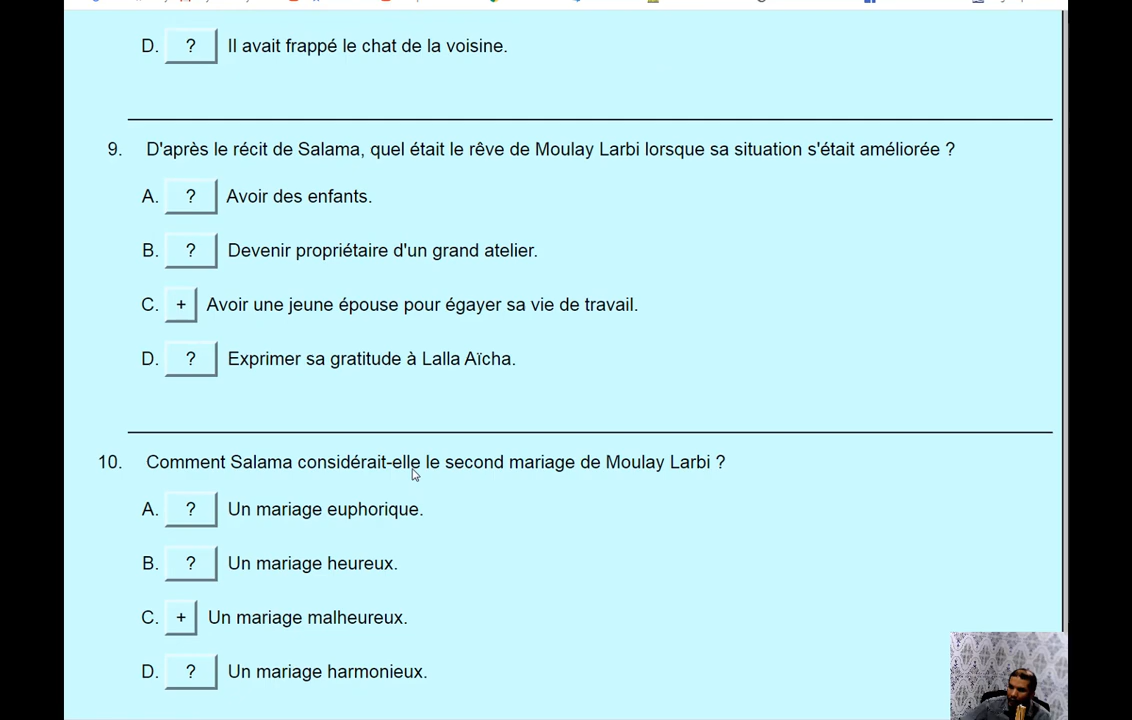 D. ? Il avait frappé le chat de la voisine.
9. D'après le récit de Salama, quel était le rêve de Moulay Larbi lorsque sa situation s'était améliorée ?
A. ? Avoir des enfants.
B. ? Devenir propriétaire d'un grand atelier.
C. + Avoir une jeune épouse pour égayer sa vie de travail.
D. ? Exprimer sa gratitude à Lalla Aïcha.
10. Comment Salama considérait-elle le second mariage de Moulay Larbi ?
A. ? Un mariage euphorique.
B. ? Un mariage heureux.
C. + Un mariage malheureux.
D. ? Un mariage harmonieux.